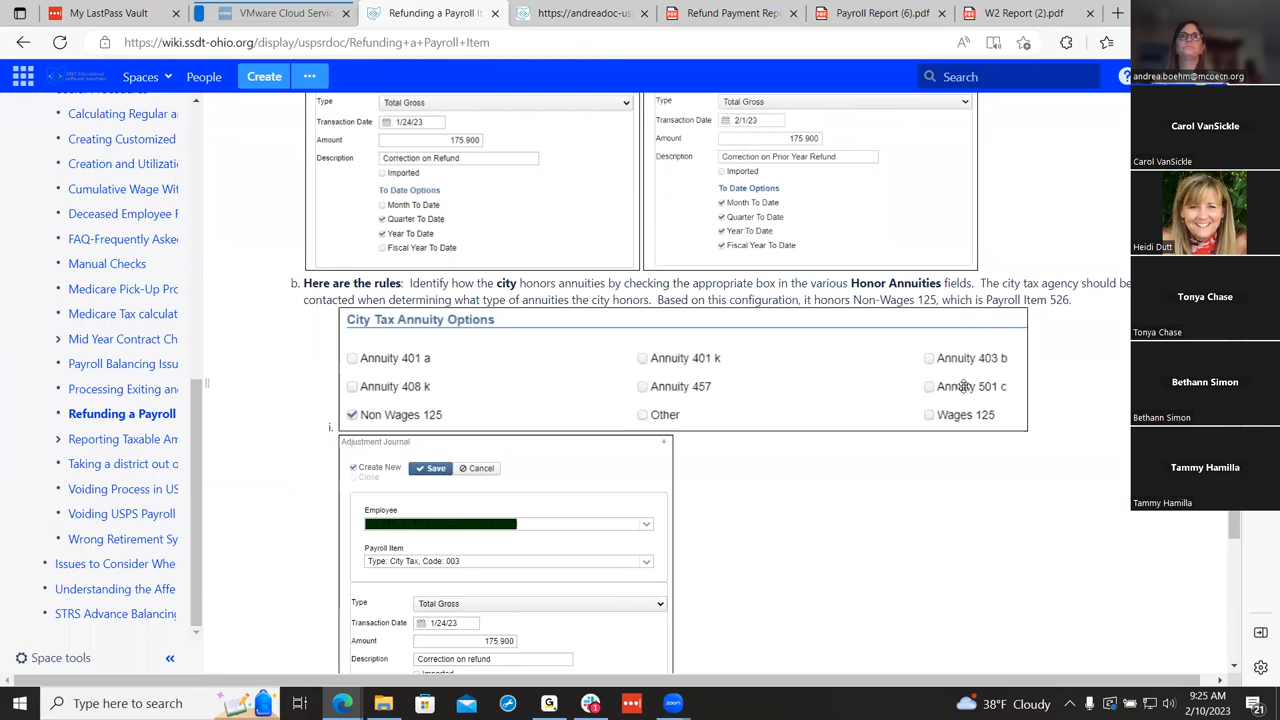 My LastPass Vault
VMware Cloud Service
Refunding a Payroll It
https://andreadoc-us
Refund Payment Rep
Payroll Report (6).pdf
W2 Report (2).pdf
https://wiki.ssdt-ohio.org/display/uspsrdoc/Refunding+a+Payroll+Item
Spaces
People
Create
Search
Calculating Regular a
Creating Customized
Creation and Utilizati
Cumulative Wage Wit
Deceased Employee F
FAQ-Frequently Aske
Manual Checks
Medicare Pick-Up Pro
Medicare Tax calculat
Mid Year Contract Ch
Payroll Balancing Issu
Processing Exiting and
Refunding a Payroll
Reporting Taxable Am
Taking a district out o
Voiding Process in US
Voiding USPS Payroll
Wrong Retirement Sy
Issues to Consider Whe
Understanding the Affe
STRS Advance Balancing
Space tools
Type Total Gross
Transaction Date 1/24/23
Amount 175.900
Description Correction on Refund
Imported
To Date Options
Month To Date
Quarter To Date
Year To Date
Fiscal Year To Date
Type Total Gross
Transaction Date 2/1/23
Amount 175.900
Description Correction on Prior Year Refund
Imported
To Date Options
Month To Date
Quarter To Date
Year To Date
Fiscal Year To Date
b. Here are the rules: Identify how the city honors annuities by checking the appropriate box in the various Honor Annuities fields. The city tax agency should be
contacted when determining what type of annuities the city honors. Based on this configuration, it honors Non-Wages 125, which is Payroll Item 526.
City Tax Annuity Options
Annuity 401 a Annuity 401 k Annuity 403 b
Annuity 408 k Annuity 457 Annuity 501 c
Non Wages 125 Other Wages 125
i.
Adjustment Journal
Create New Save Cancel
Close
Employee
Payroll Item
Type: City Tax, Code: 003
Type Total Gross
Transaction Date 1/24/23
Amount 175.900
Description Correction on refund
andrea.boehm@mcoecn.org
Carol VanSickle
Carol VanSickle
Heidi Dutt
Tonya Chase
Tonya Chase
Bethann Simon
Bethann Simon
Tammy Hamilla
Tammy Hamilla
Type here to search
38°F Cloudy
9:25 AM
2/10/2023
21